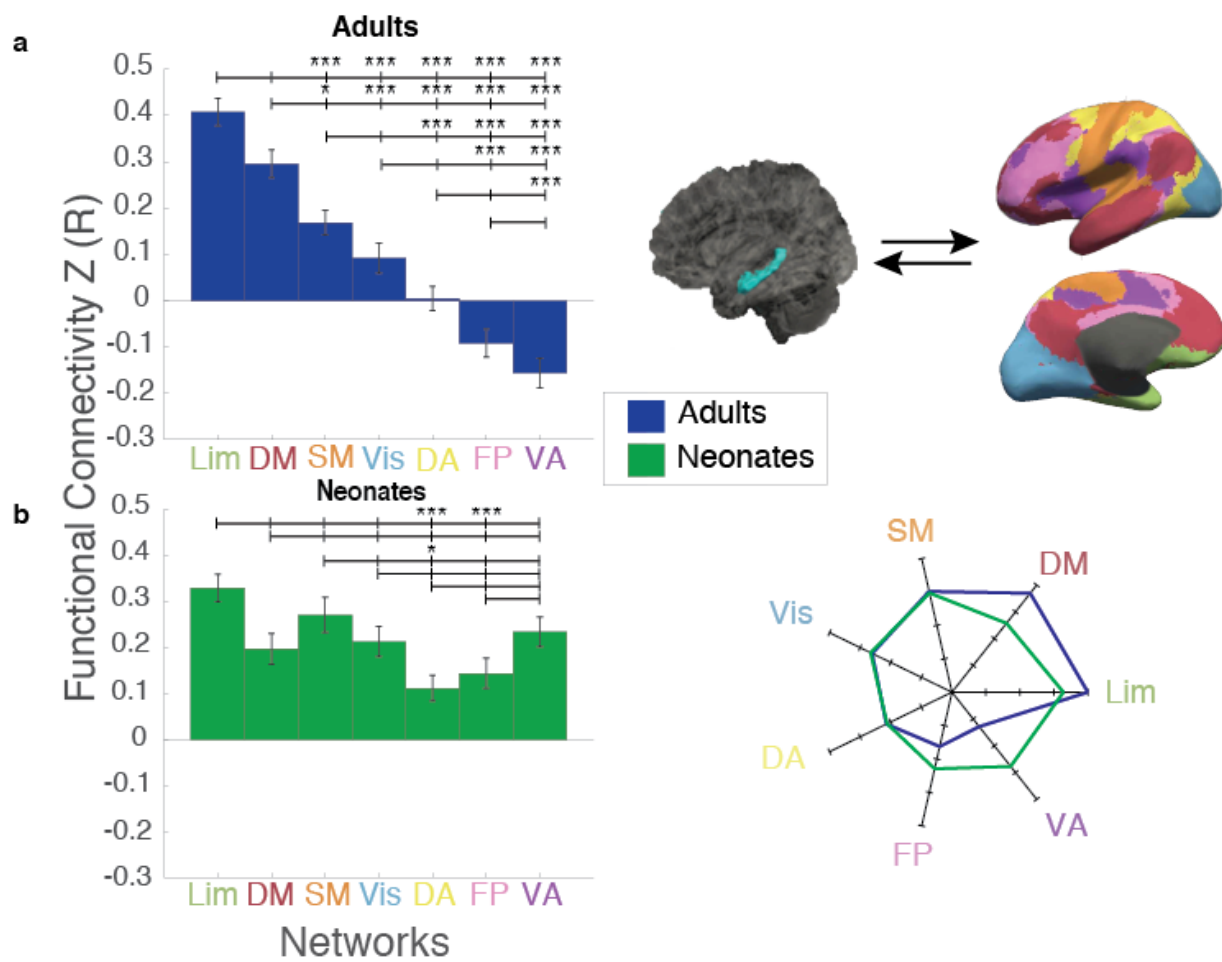 a
Adults
Functional Connectivity Z (R)
0.5
0.4
0.3
0.2
0.1
0
-0.1
-0.2
-0.3
*** *** *** *** ***
* *** *** *** ***
*** *** ***
*** ***
***
Lim DM SM Vis DA FP VA
Adults
Neonates
b
Neonates
0.5
0.4
0.3
0.2
0.1
0
-0.1
-0.2
-0.3
*** ***
*
Lim DM SM Vis DA FP VA
Networks
SM
DM
Vis
Lim
DA
VA
FP